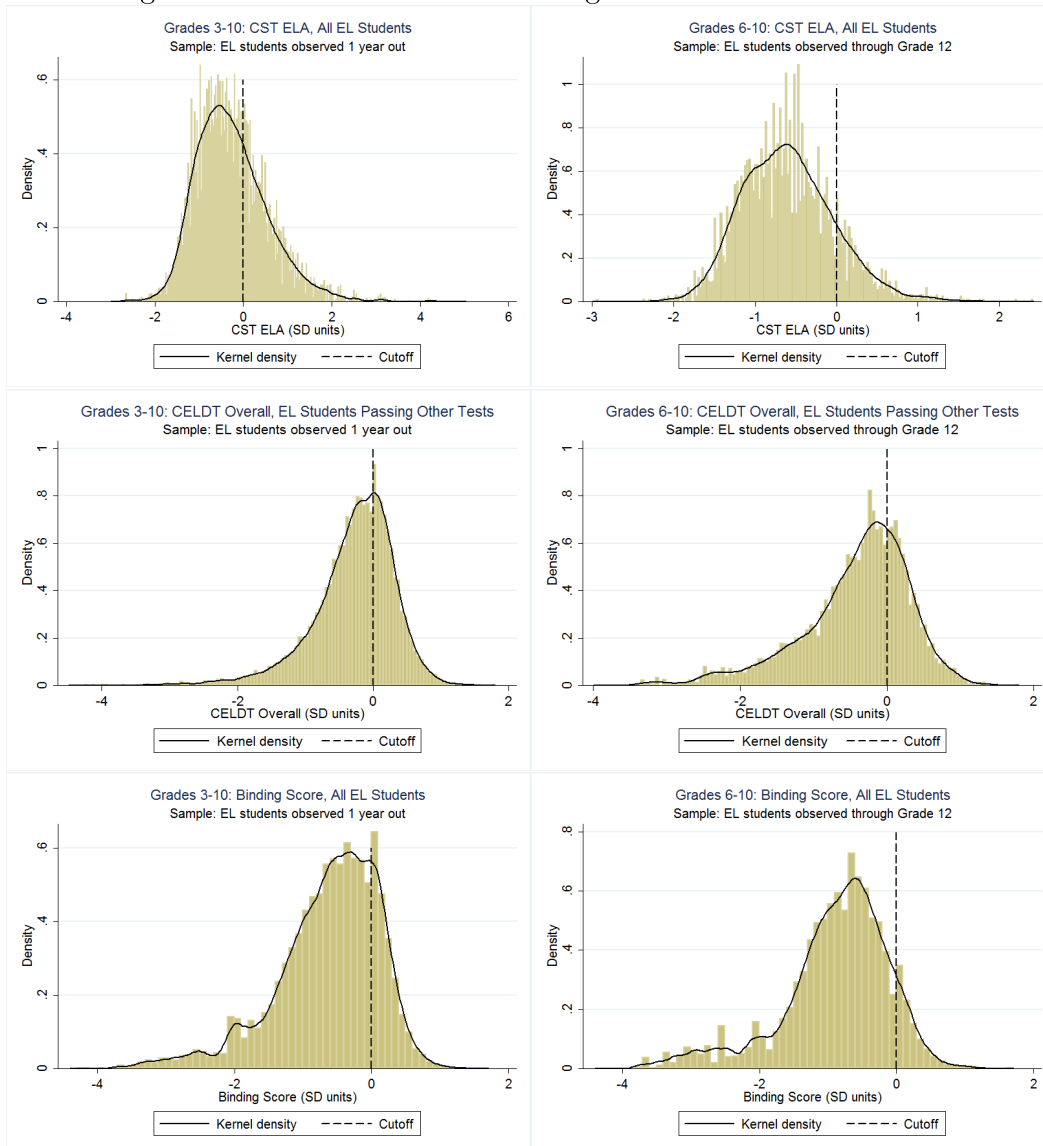 Grades 3-10: CST ELA, All EL Students
Sample: EL students observed 1 year out
Density
0 .2 .4 .6
-4 -2 0 2 4 6
CST ELA (SD units)
Kernel density Cutoff
Grades 6-10: CST ELA, All EL Students
Sample: EL students observed through Grade 12
Density
0 .2 .4 .6 .8 1
-3 -2 -1 0 1 2
CST ELA (SD units)
Kernel density Cutoff
Grades 3-10: CELDT Overall, EL Students Passing Other Tests
Sample: EL students observed 1 year out
Density
0 .2 .4 .6 .8 1
-4 -2 0 2
CELDT Overall (SD units)
Kernel density Cutoff
Grades 6-10: CELDT Overall, EL Students Passing Other Tests
Sample: EL students observed through Grade 12
Density
0 .2 .4 .6 .8 1
-4 -2 0 2
CELDT Overall (SD units)
Kernel density Cutoff
Grades 3-10: Binding Score, All EL Students
Sample: EL students observed 1 year out
Density
0 .2 .4 .6
-4 -2 0 2
Binding Score (SD units)
Kernel density Cutoff
Grades 6-10: Binding Score, All EL Students
Sample: EL students observed through Grade 12
Density
0 .2 .4 .6 .8
-4 -2 0 2
Binding Score (SD units)
Kernel density Cutoff